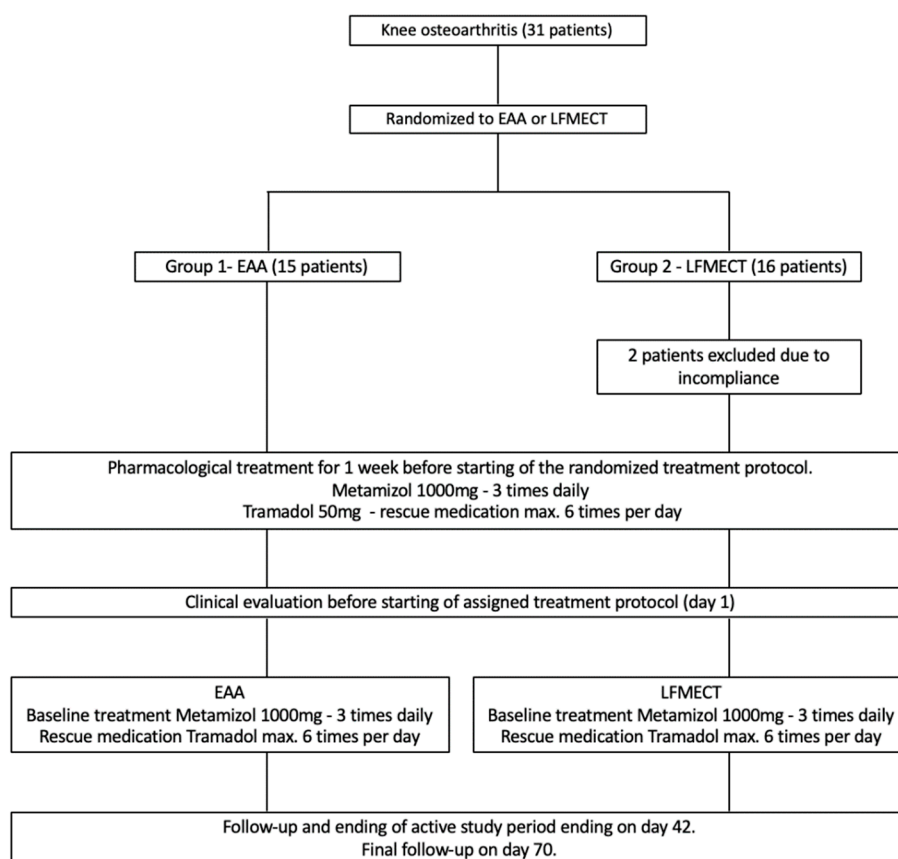 Knee osteoarthritis (31 patients)
Randomized to EAA or LFMECT
Group 1- EAA (15 patients)
Group 2 - LFMECT (16 patients)
2 patients excluded due to
incompliance
Pharmacological treatment for 1 week before starting of the randomized treatment protocol.
Metamizol 1000mg - 3 times daily
Tramadol 50mg - rescue medication max. 6 times per day
Clinical evaluation before starting of assigned treatment protocol (day 1)
EAA
Baseline treatment Metamizol 1000mg - 3 times daily
Rescue medication Tramadol max. 6 times per day
LFMECT
Baseline treatment Metamizol 1000mg - 3 times daily
Rescue medication Tramadol max. 6 times per day
Follow-up and ending of active study period ending on day 42.
Final follow-up on day 70.